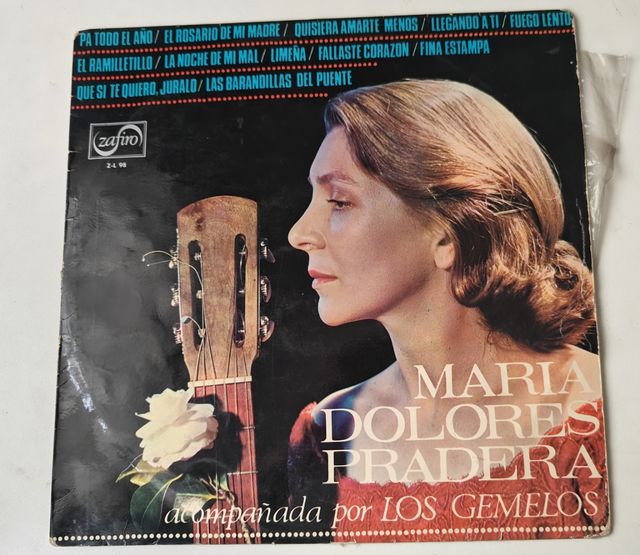 PA TODO EL AÑO / EL ROSARIO DE MI MADRE / QUISIERA AMARTE MENOS / LLEGANDO A TI / FUEGO LENTO
EL RAMILLETILLO / LA NOCHE DE MI MAL / LIMEÑA / FALLASTE CORAZON / FINA ESTAMPA
QUE SI TE QUIERO, JURALO / LAS BARANDILLAS DEL PUENTE
zafiro
Z-L 98
MARIA
DOLORES
PRADERA
acompañada por LOS GEMELOS